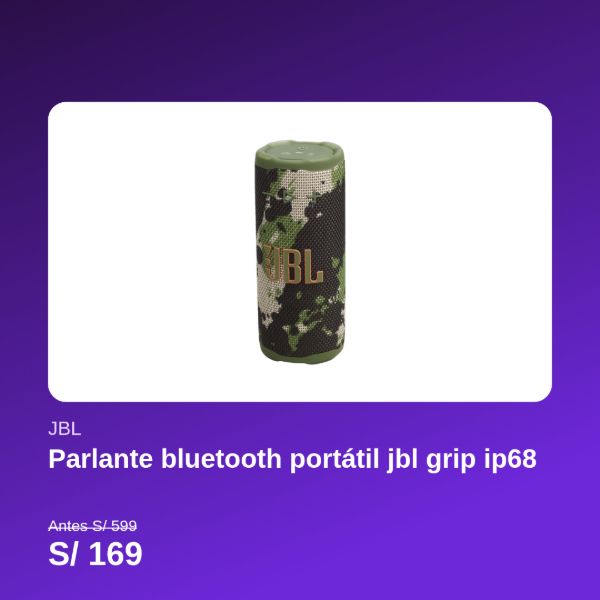 JBL
JBL
Parlante bluetooth portátil jbl grip ip68
Antes S/ 599
S/ 169